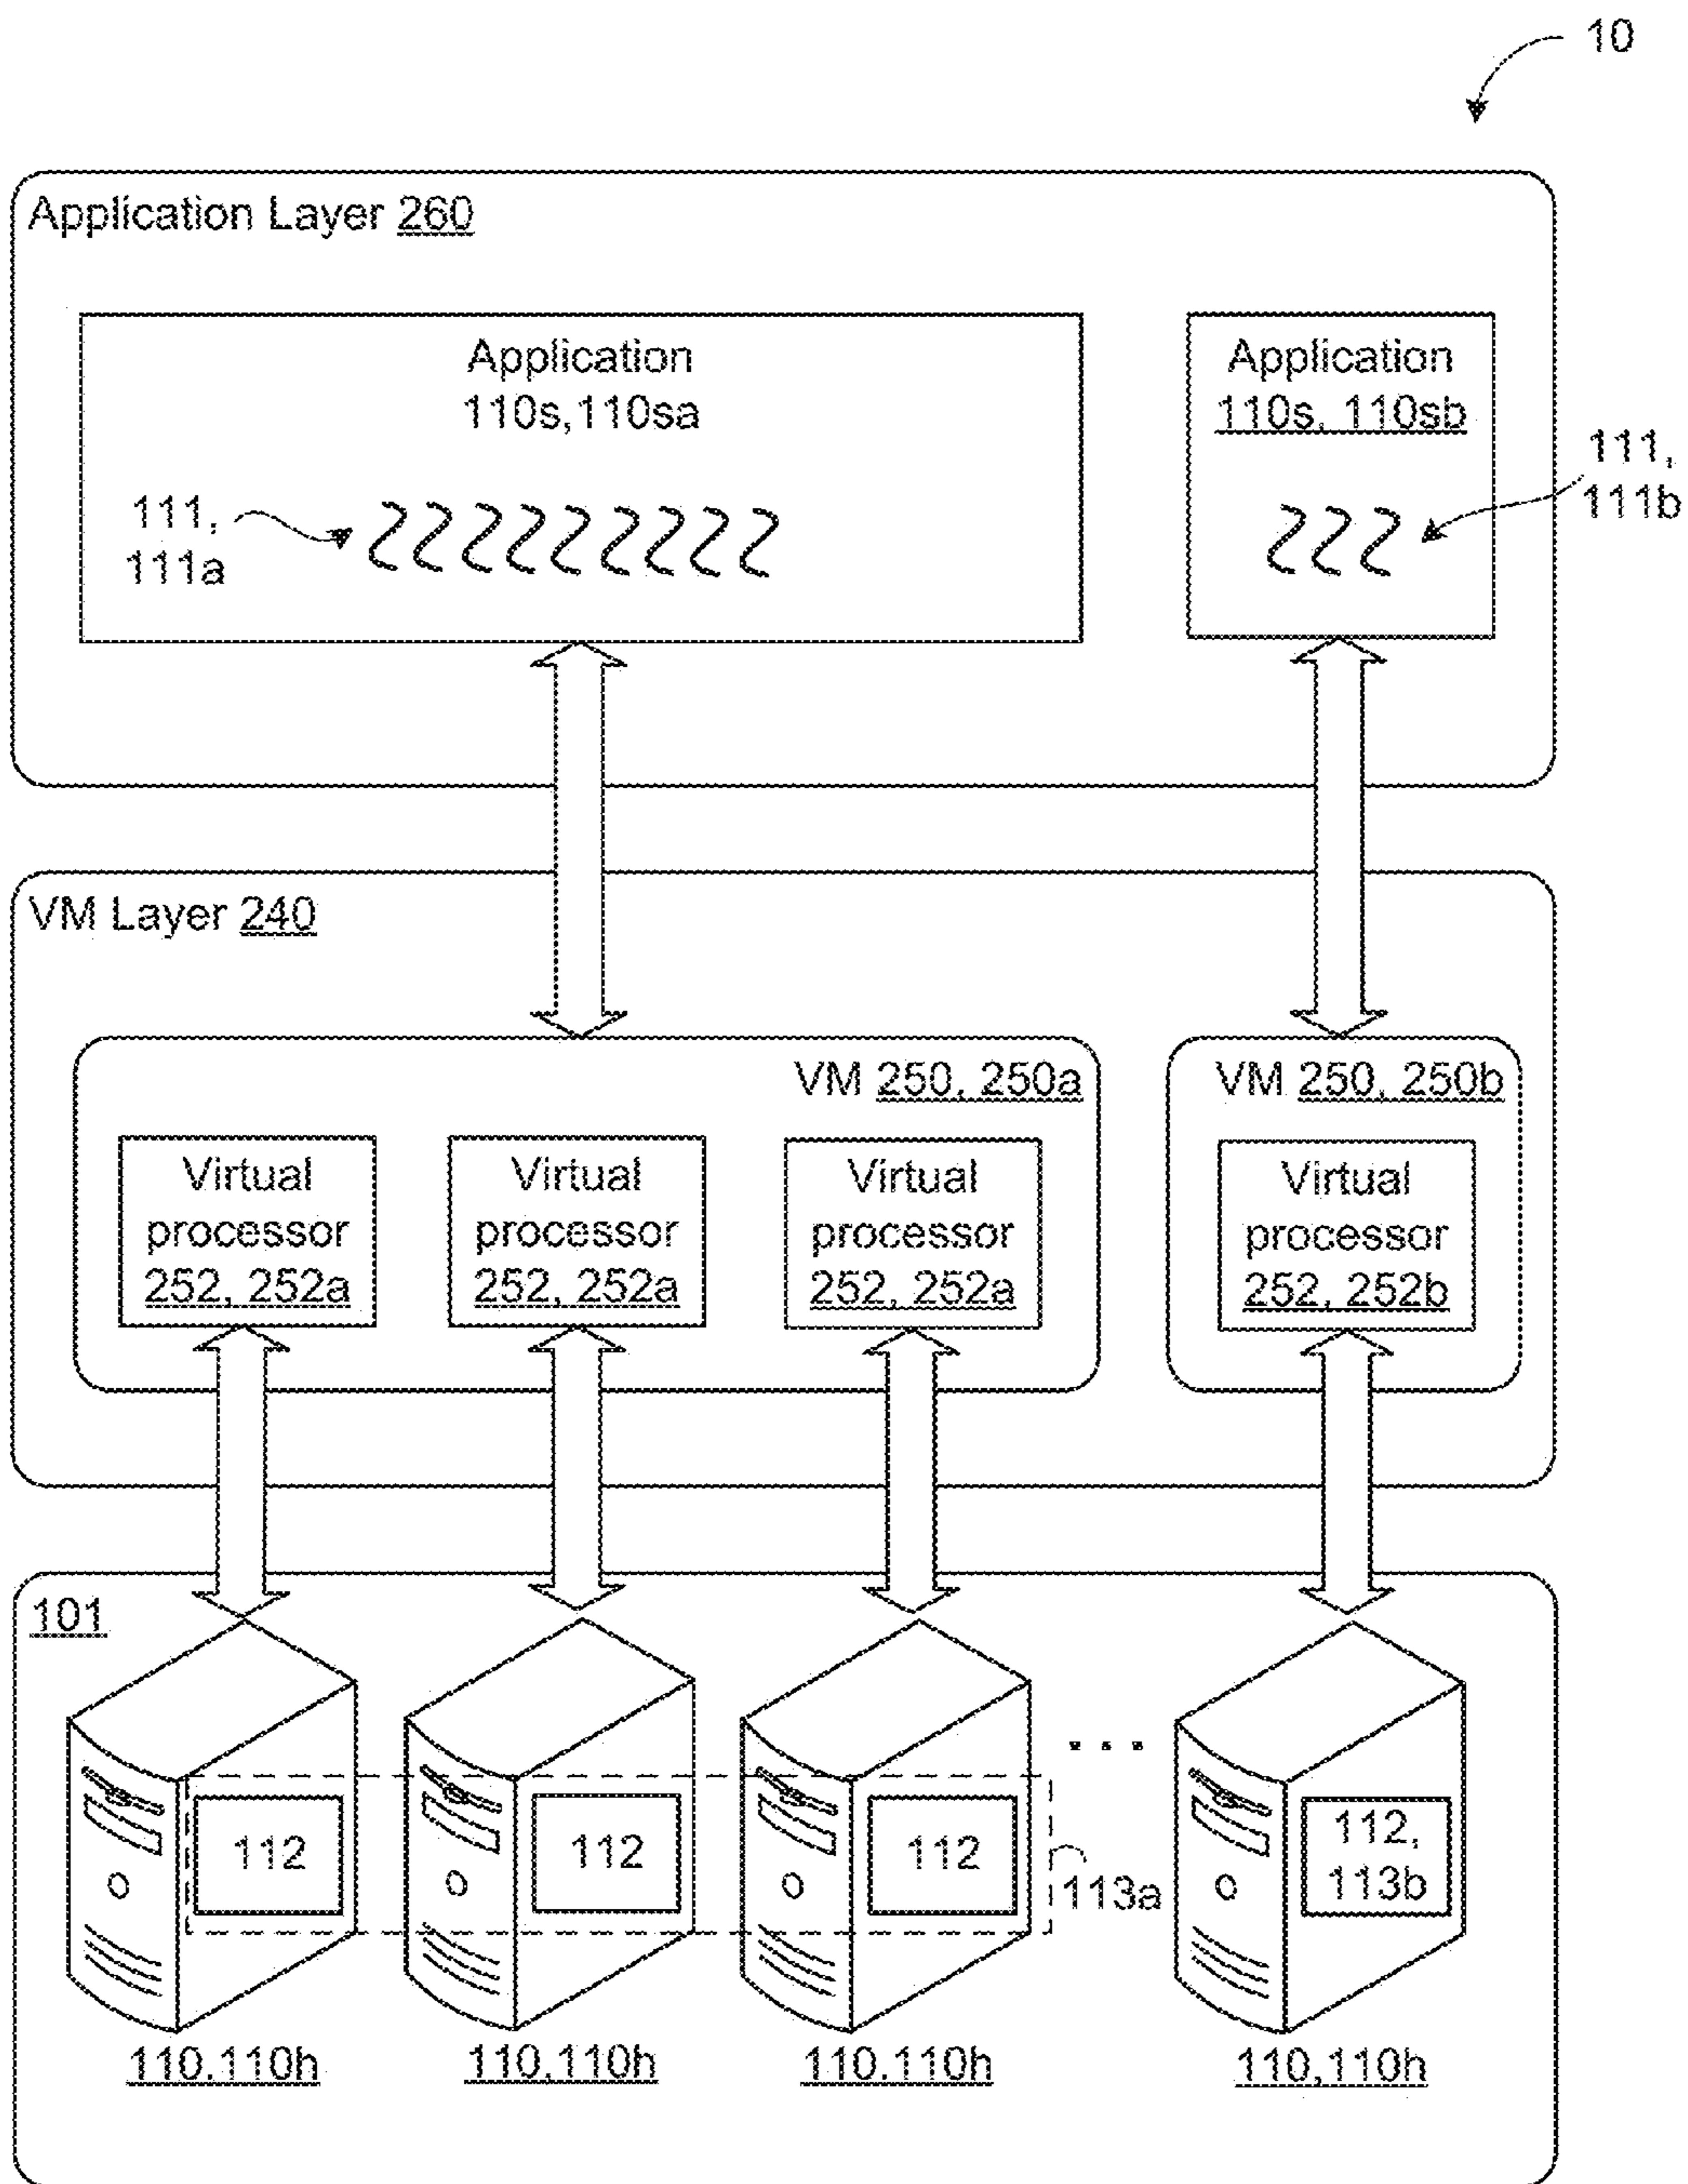 10
Application Layer 260
Application
110s,110sa
111,
111a
Application
110s, 110sb
111,
111b
VM Layer 240
VM 250, 250a
Virtual
processor
252, 252a
Virtual
processor
252, 252a
Virtual
processor
252, 252a
VM 250, 250b
Virtual
processor
252, 252b
101
112
112
112
113a
...
112,
113b
110,110h
110,110h
110,110h
110,110h